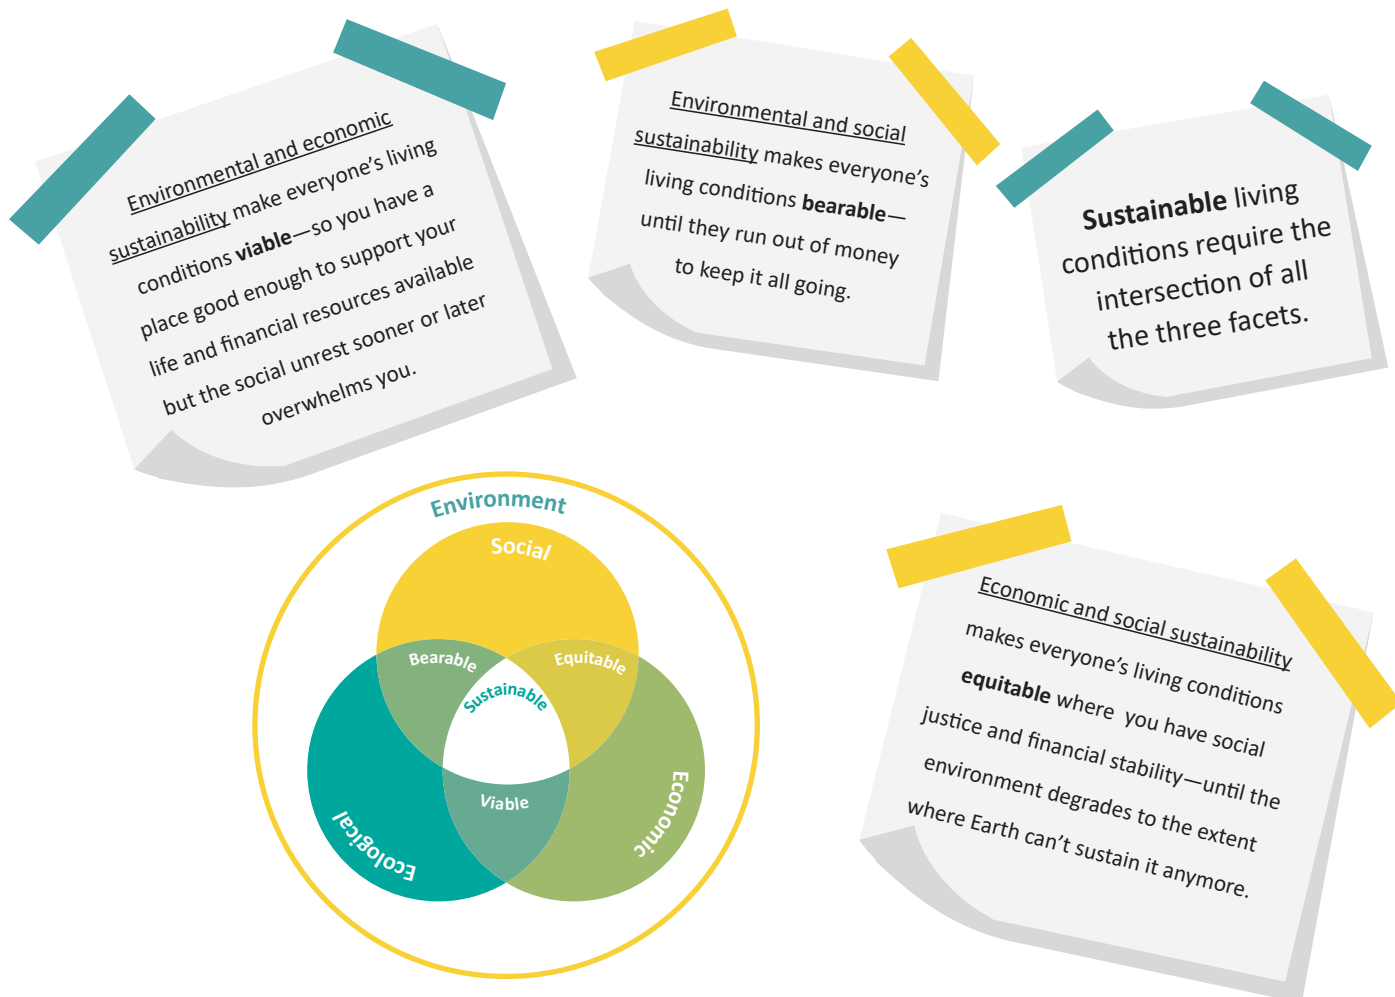 Environmental and economic
sustainability make everyone’s living
conditions viable—so you have a
place good enough to support your
life and financial resources available
but the social unrest sooner or later
overwhelms you.
Environmental and social
sustainability makes everyone’s
living conditions bearable—
until they run out of money
to keep it all going.
Sustainable living
conditions require the
intersection of all
the three facets.
Environment
Social
Bearable
Equitable
Sustainable
Viable
Ecological
Economic
Economic and social sustainability
makes everyone’s living conditions
equitable where you have social
justice and financial stability—until the
environment degrades to the extent
where Earth can’t sustain it anymore.